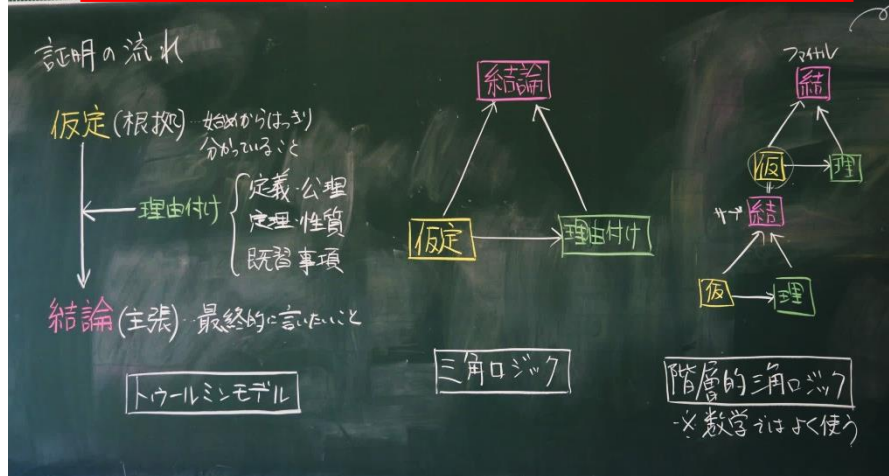 証明の流れ
仮定(根拠)…始めからはっきり
分かっていること
理由付け
定義・公理
定理・性質
既習事項
結論(主張)…最終的に言いたいこと
トゥールミンモデル
結論
仮定
理由付け
三角ロジック
ファイナル
結
仮
理
サブ
結
仮
理
階層的三角ロジック
※数学ではよく使う